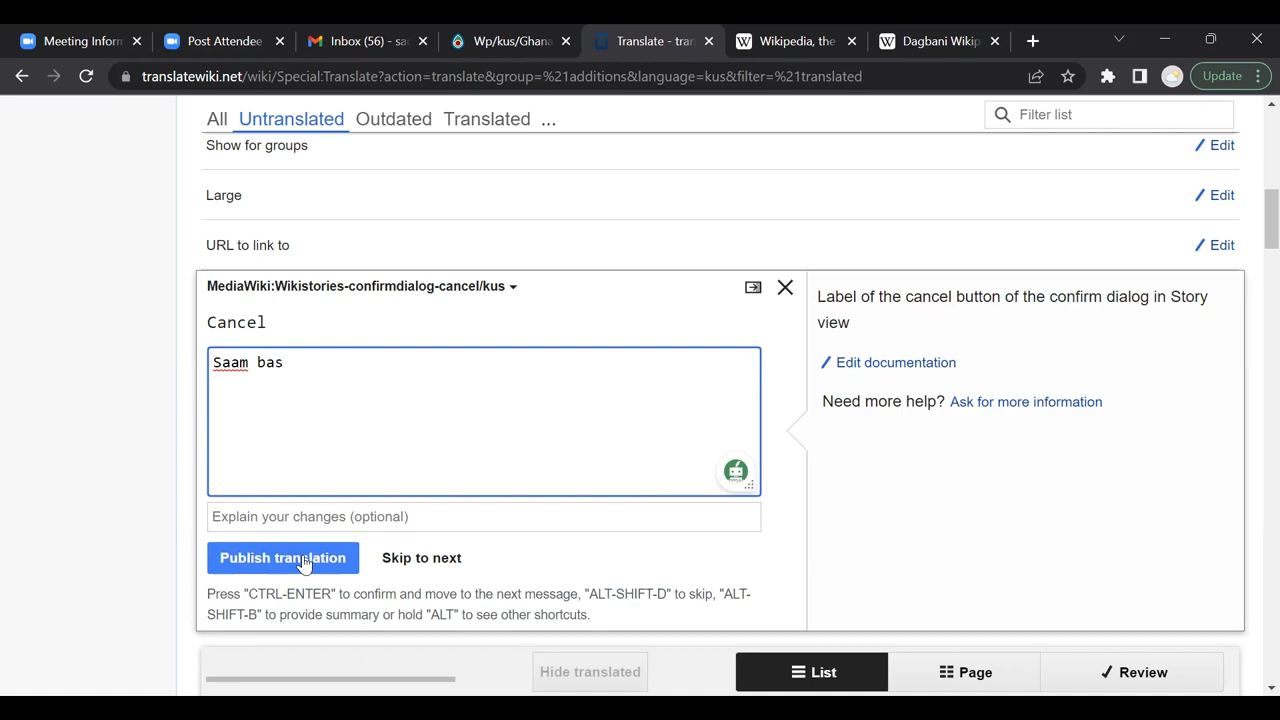 Meeting Inform
Post Attendee
Inbox (56) - sa
Wp/kus/Ghana
Translate - tran
Wikipedia, the
Dagbani Wikip
translatewiki.net/wiki/Special:Translate?action=translate&group=%21additions&language=kus&filter=%21translated
Update
All Untranslated Outdated Translated ...
Filter list
Show for groups
Edit
Large
Edit
URL to link to
Edit
MediaWiki:Wikistories-confirmdialog-cancel/kus
Cancel
Saam bas
Explain your changes (optional)
Publish translation
Skip to next
Press "CTRL-ENTER" to confirm and move to the next message, "ALT-SHIFT-D" to skip, "ALT-
SHIFT-B" to provide summary or hold "ALT" to see other shortcuts.
Label of the cancel button of the confirm dialog in Story
view
Edit documentation
Need more help? Ask for more information
Hide translated
List
Page
Review